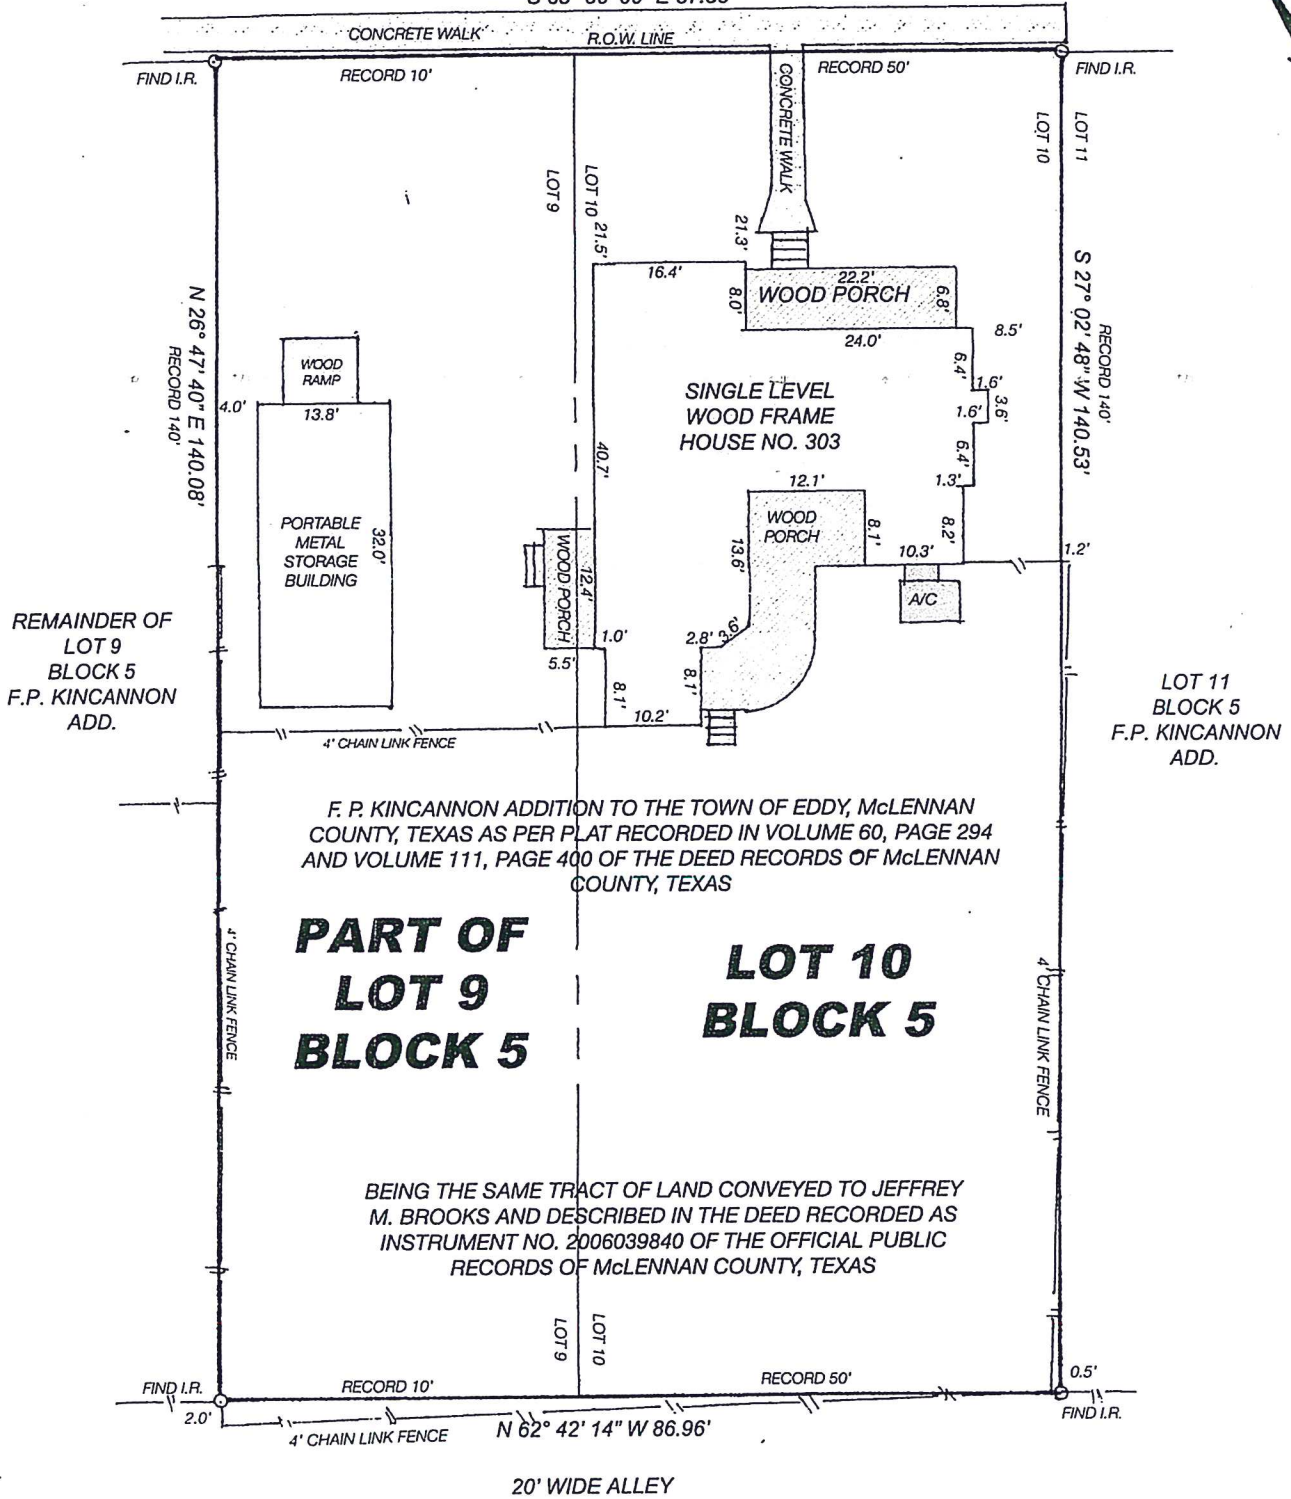 CONCRETE WALK
R.O.W. LINE
FIND I.R.
RECORD 10'
RECORD 50'
FIND I.R.
CONCRETE WALK
LOT 10
LOT 11
LOT 9
LOT 10
21.5'
21.3'
16.4'
8.0'
22.2'
WOOD PORCH
6.8'
24.0'
8.5'
N 26° 47' 40" E 140.08'
RECORD 140'
S 27° 02' 48" W 140.53'
RECORD 140'
WOOD
RAMP
4.0'
13.8'
6.4'
1.6'
3.6'
1.6'
SINGLE LEVEL
WOOD FRAME
HOUSE NO. 303
40.7'
6.4'
1.3'
12.1'
WOOD
PORCH
8.1'
8.2'
13.6'
10.3'
1.2'
A/C
PORTABLE
METAL
STORAGE
BUILDING
32.0'
WOOD PORCH
12.4'
1.0'
5.5'
2.8'
3.6'
8.1'
8.1'
10.2'
REMAINDER OF
LOT 9
BLOCK 5
F.P. KINCANNON
ADD.
LOT 11
BLOCK 5
F.P. KINCANNON
ADD.
4' CHAIN LINK FENCE
F. P. KINCANNON ADDITION TO THE TOWN OF EDDY, McLENNAN
COUNTY, TEXAS AS PER PLAT RECORDED IN VOLUME 60, PAGE 294
AND VOLUME 111, PAGE 400 OF THE DEED RECORDS OF McLENNAN
COUNTY, TEXAS
PART OF
LOT 9
BLOCK 5
LOT 10
BLOCK 5
4' CHAIN LINK FENCE
4' CHAIN LINK FENCE
BEING THE SAME TRACT OF LAND CONVEYED TO JEFFREY
M. BROOKS AND DESCRIBED IN THE DEED RECORDED AS
INSTRUMENT NO. 2006039840 OF THE OFFICIAL PUBLIC
RECORDS OF McLENNAN COUNTY, TEXAS
LOT 9
LOT 10
FIND I.R.
RECORD 10'
RECORD 50'
0.5'
2.0'
FIND I.R.
4' CHAIN LINK FENCE
N 62° 42' 14" W 86.96'
20' WIDE ALLEY